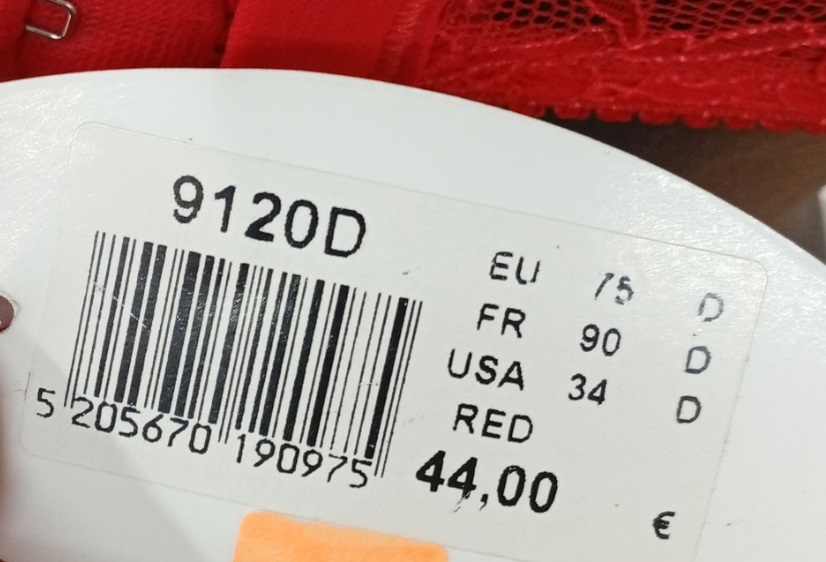 9120D
EU 75 D
FR 90 D
USA 34 D
RED
44,00 €
5 205670 190975